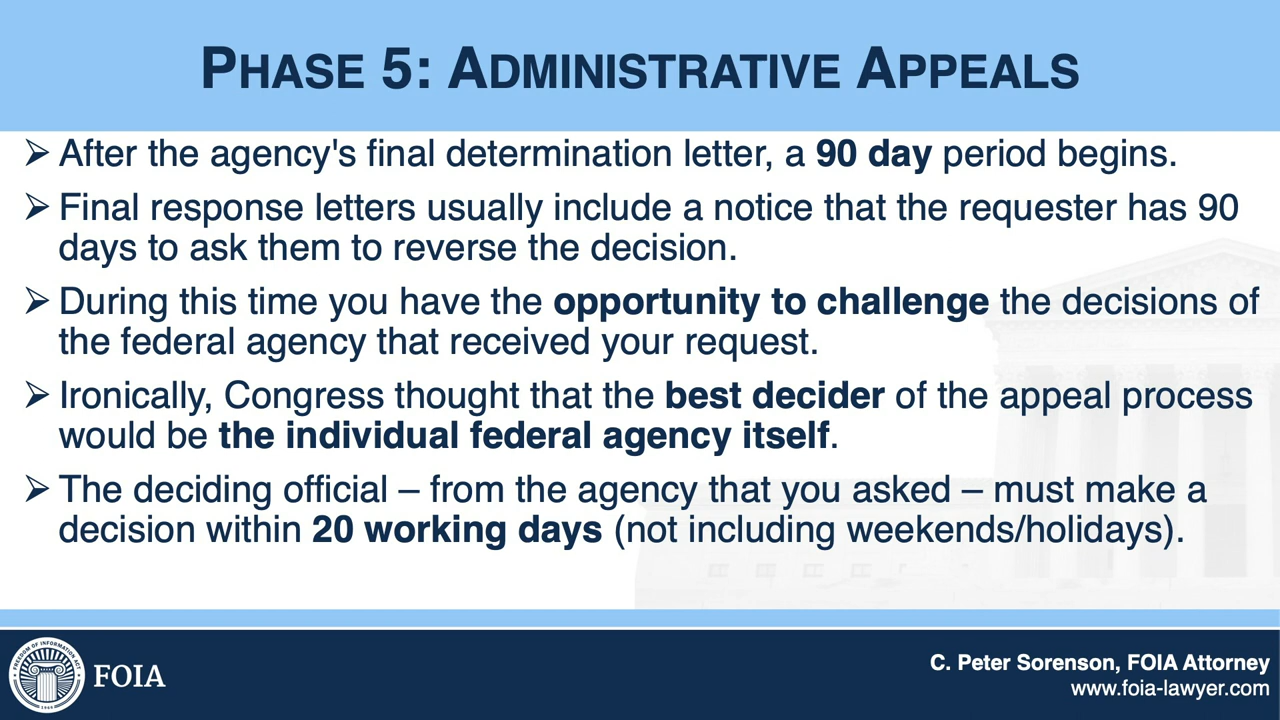 PHASE 5: ADMINISTRATIVE APPEALS
➢ After the agency's final determination letter, a 90 day period begins.
➢ Final response letters usually include a notice that the requester has 90
days to ask them to reverse the decision.
➢ During this time you have the opportunity to challenge the decisions of
the federal agency that received your request.
➢ Ironically, Congress thought that the best decider of the appeal process
would be the individual federal agency itself.
➢ The deciding official – from the agency that you asked – must make a
decision within 20 working days (not including weekends/holidays).
FREEDOM OF INFORMATION ACT
FOIA
C. Peter Sorenson, FOIA Attorney
www.foia-lawyer.com